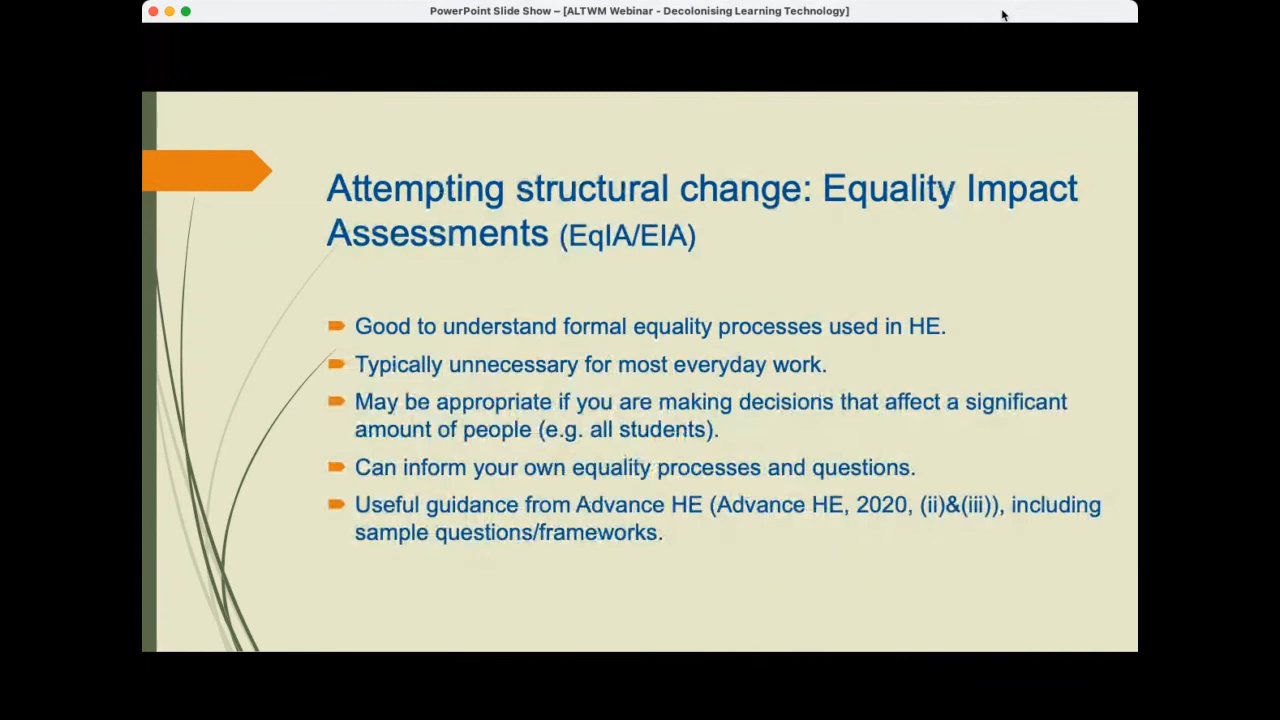 PowerPoint Slide Show – [ALTWM Webinar - Decolonising Learning Technology]
Attempting structural change: Equality Impact
Assessments (EqIA/EIA)
Good to understand formal equality processes used in HE.
Typically unnecessary for most everyday work.
May be appropriate if you are making decisions that affect a significant
amount of people (e.g. all students).
Can inform your own equality processes and questions.
Useful guidance from Advance HE (Advance HE, 2020, (ii)&(iii)), including
sample questions/frameworks.